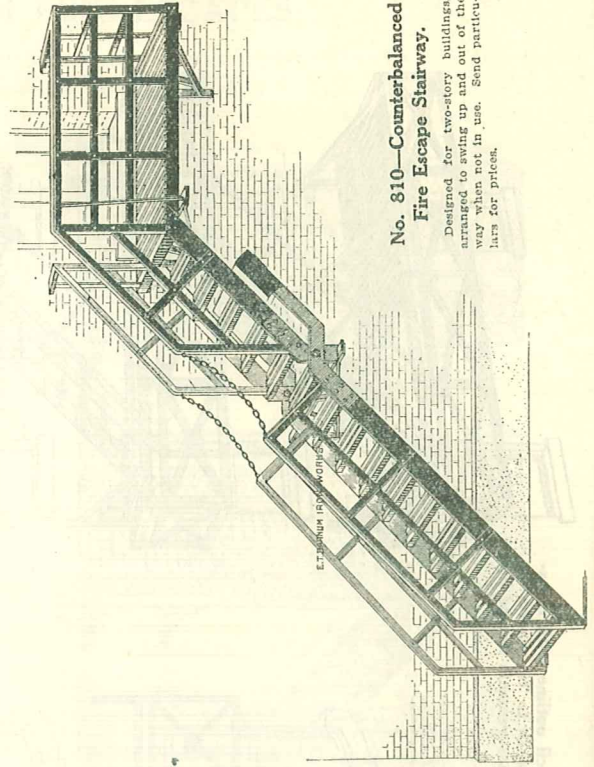 No. 810—Counterbalanced
Fire Escape Stairway.
Designed for two-story buildings,
arranged to swing up and out of the
way when not in use. Send particu-
lars for prices.
E.T. BARNUM IRON WORKS